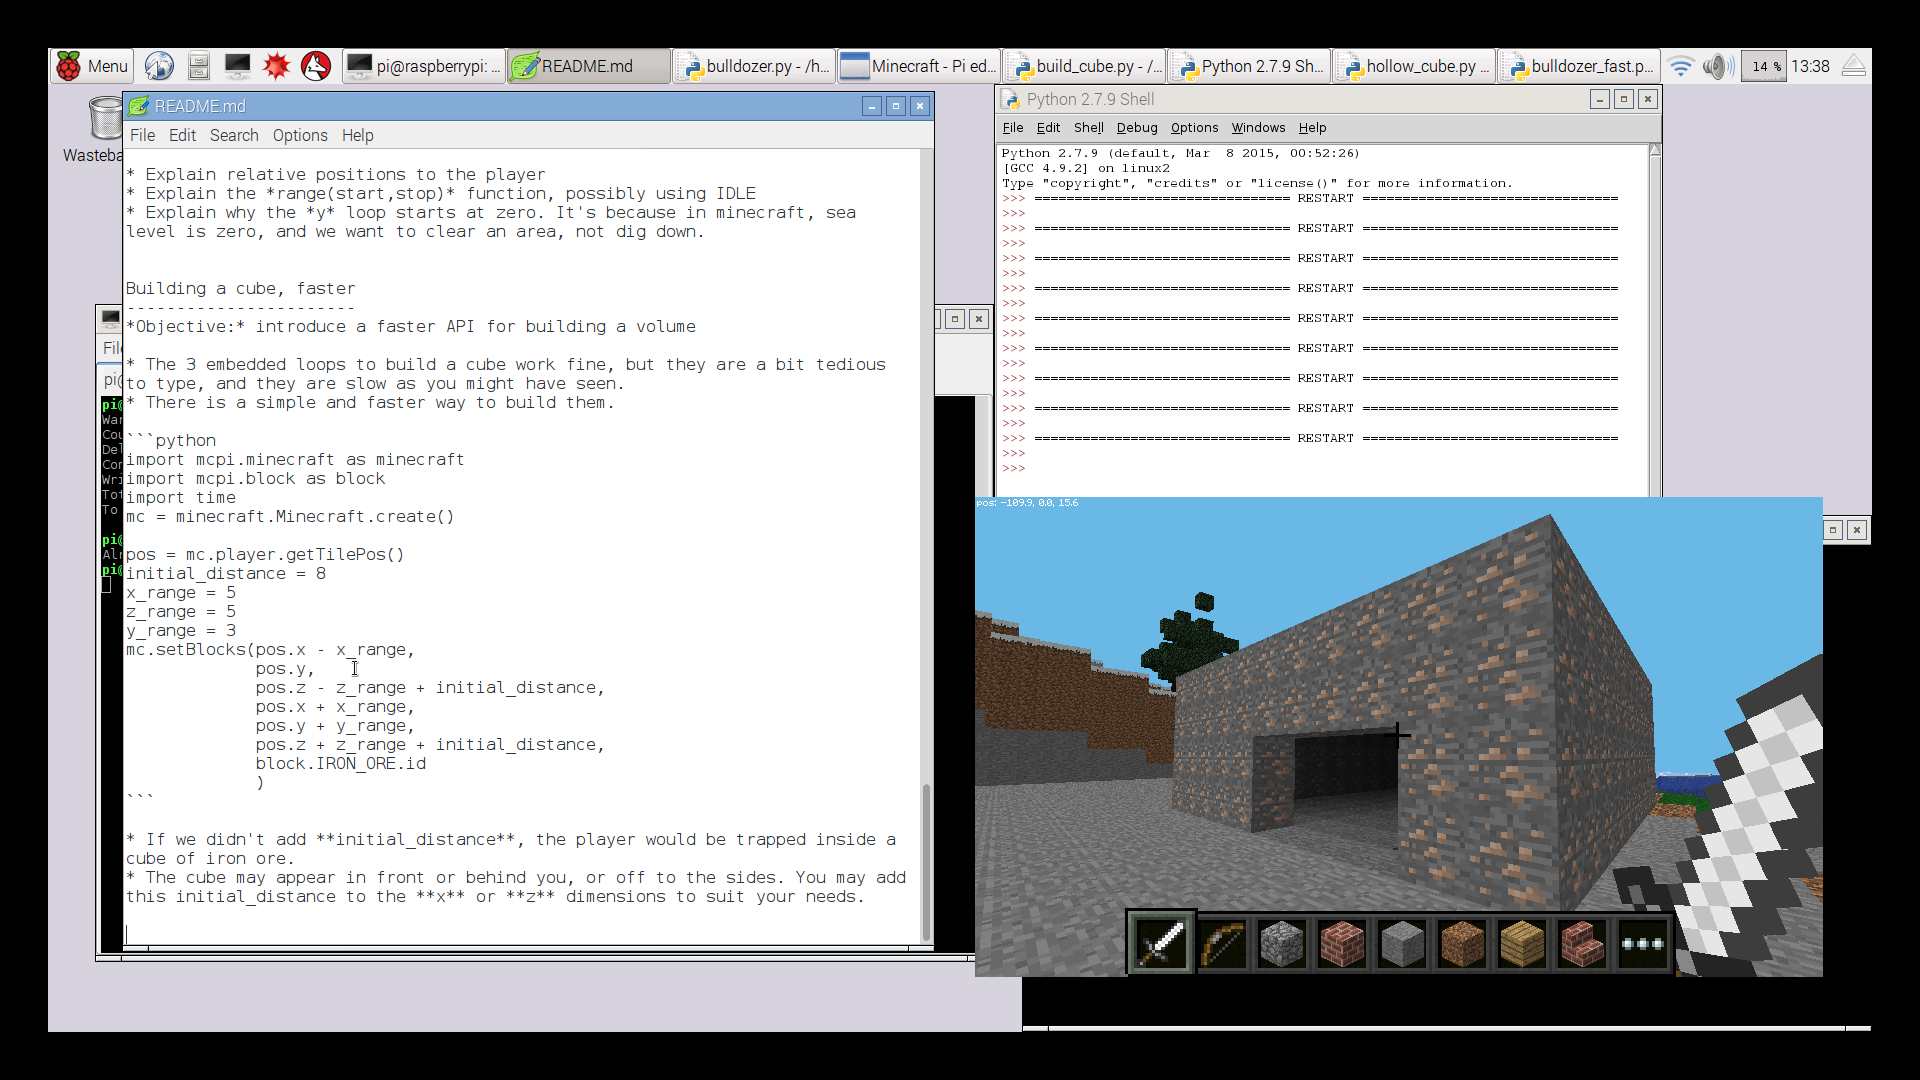 Menu
pi@raspberrypi: ...
README.md
bulldozer.py - /h...
Minecraft - Pi ed...
build_cube.py - /...
Python 2.7.9 Sh...
hollow_cube.py ...
bulldozer_fast.p...
14 %
13:38
README.md
File Edit Search Options Help
* Explain relative positions to the player
* Explain the *range(start,stop)* function, possibly using IDLE
* Explain why the *y* loop starts at zero. It's because in minecraft, sea
level is zero, and we want to clear an area, not dig down.
Building a cube, faster
-----------------------
*Objective:* introduce a faster API for building a volume
* The 3 embedded loops to build a cube work fine, but they are a bit tedious
to type, and they are slow as you might have seen.
* There is a simple and faster way to build them.
```python
import mcpi.minecraft as minecraft
import mcpi.block as block
import time
mc = minecraft.Minecraft.create()
pos = mc.player.getTilePos()
initial_distance = 8
x_range = 5
z_range = 5
y_range = 3
mc.setBlocks(pos.x - x_range,
pos.y,
pos.z - z_range + initial_distance,
pos.x + x_range,
pos.y + y_range,
pos.z + z_range + initial_distance,
block.IRON_ORE.id
)
```
* If we didn't add **initial_distance**, the player would be trapped inside a
cube of iron ore.
* The cube may appear in front or behind you, or off to the sides. You may add
this initial_distance to the **x** or **z** dimensions to suit your needs.
Python 2.7.9 Shell
File Edit Shell Debug Options Windows Help
Python 2.7.9 (default, Mar  8 2015, 00:52:26)
[GCC 4.9.2] on linux2
Type "copyright", "credits" or "license()" for more information.
>>> ================================ RESTART ================================
>>>
>>> ================================ RESTART ================================
>>>
>>> ================================ RESTART ================================
>>>
>>> ================================ RESTART ================================
>>>
>>> ================================ RESTART ================================
>>>
>>> ================================ RESTART ================================
>>>
>>> ================================ RESTART ================================
>>>
>>> ================================ RESTART ================================
>>>
>>> ================================ RESTART ================================
>>>
>>>
pos: -109.9, 0.0, 15.6